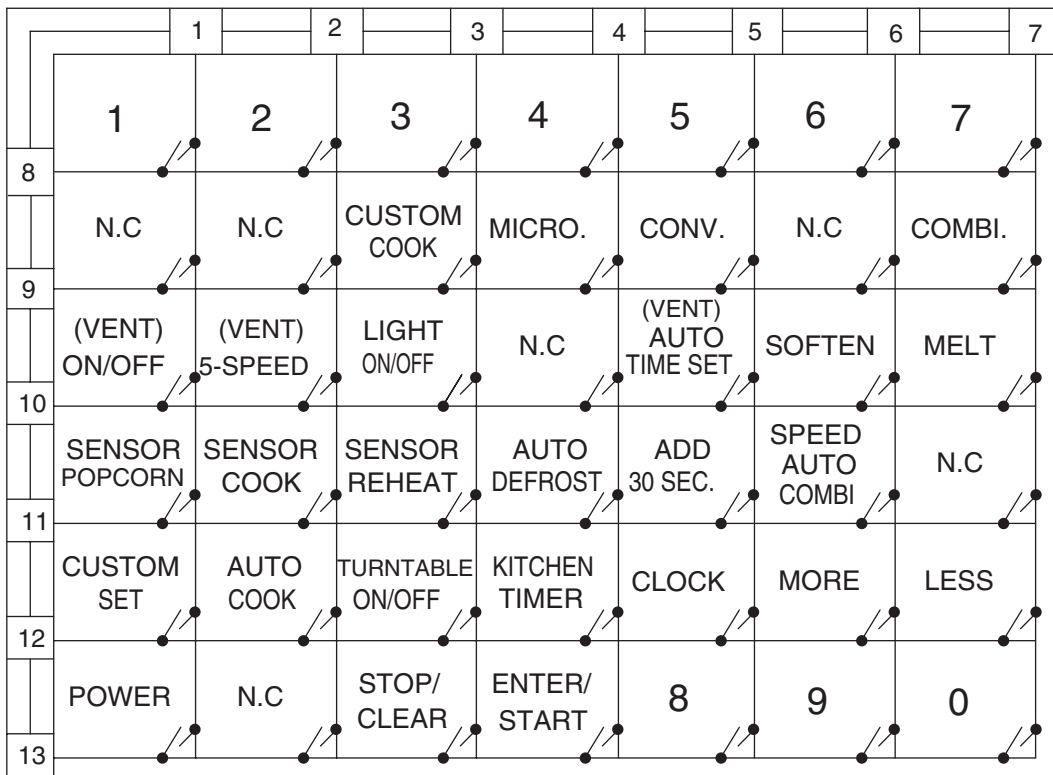 1 2 3 4 5 6 7
1 2 3 4 5 6 7
8
N.C N.C CUSTOM COOK MICRO. CONV. N.C COMBI.
9
(VENT) ON/OFF (VENT) 5-SPEED LIGHT ON/OFF N.C (VENT) AUTO TIME SET SOFTEN MELT
10
SENSOR POPCORN SENSOR COOK SENSOR REHEAT AUTO DEFROST ADD 30 SEC. SPEED AUTO COMBI N.C
11
CUSTOM SET AUTO COOK TURNTABLE ON/OFF KITCHEN TIMER CLOCK MORE LESS
12
POWER N.C STOP/ CLEAR ENTER/ START 8 9 0
13